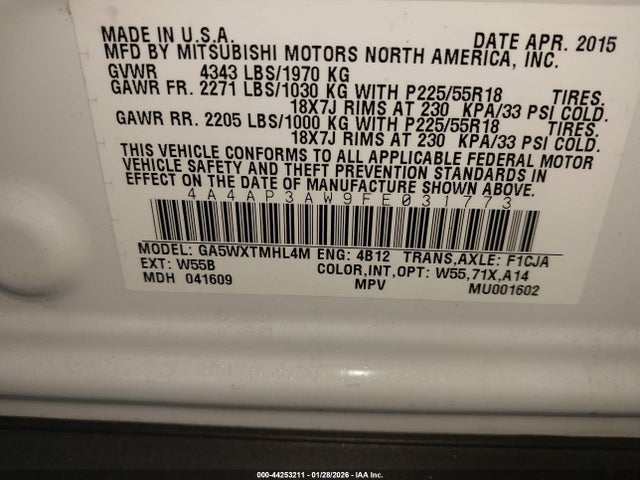 MADE IN U.S.A. DATE APR. 2015
MFD BY MITSUBISHI MOTORS NORTH AMERICA, INC.
GVWR 4343 LBS/1970 KG
GAWR FR. 2271 LBS/1030 KG WITH P225/55R18 TIRES.
18X7J RIMS AT 230 KPA/33 PSI COLD.
GAWR RR. 2205 LBS/1000 KG WITH P225/55R18 TIRES.
18X7J RIMS AT 230 KPA/33 PSI COLD.
THIS VEHICLE CONFORMS TO ALL APPLICABLE FEDERAL MOTOR
VEHICLE SAFETY AND THEFT PREVENTION STANDARDS IN
EFFECT ON THE DATE OF MANUFACTURE SHOWN ABOVE.
4A4AP3AW9FE031773
MODEL: GA5WXTMHL4M ENG: 4B12 TRANS,AXLE: F1CJA
EXT: W55B COLOR,INT,OPT: W55,71X,A14
MDH 041609 MPV MU001602
000-44253211 - 01/28/2026 - IAA Inc.